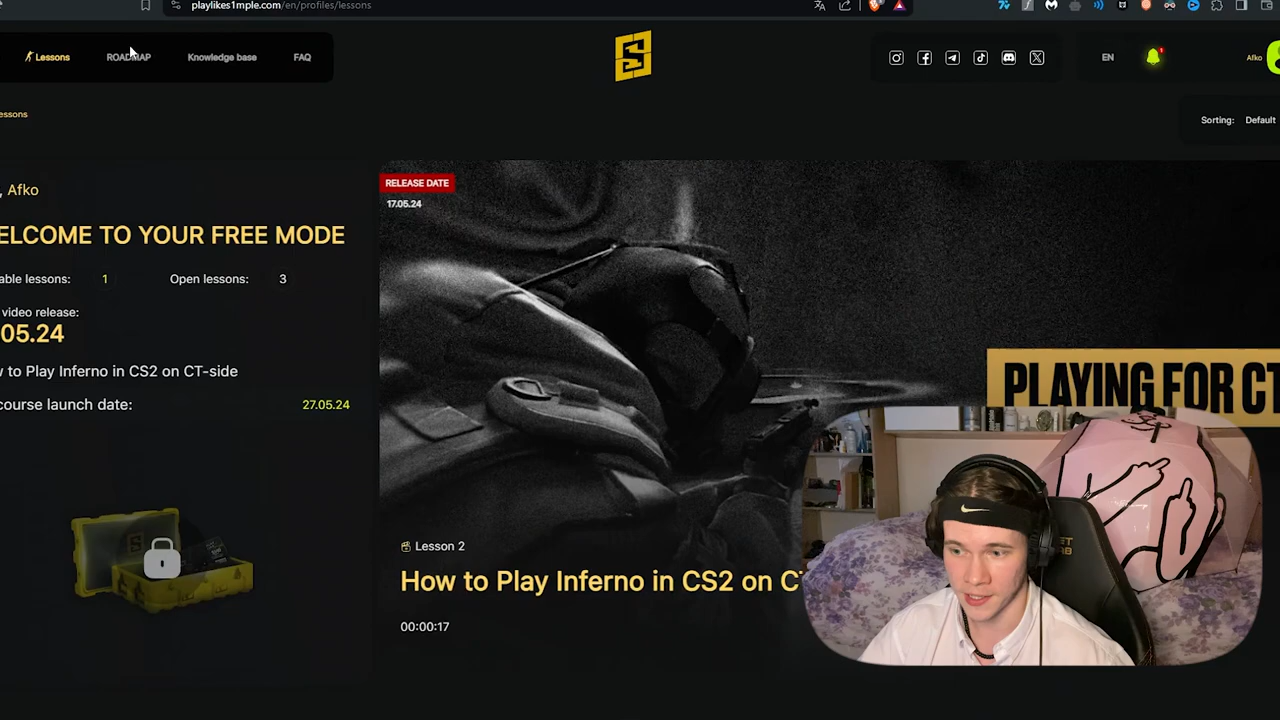 playlikes1mple.com/en/profiles/lessons
Lessons ROADMAP Knowledge base FAQ
EN
Afko
essons
Sorting: Default
, Afko
ELCOME TO YOUR FREE MODE
able lessons: 1 Open lessons: 3
video release:
05.24
w to Play Inferno in CS2 on CT-side
course launch date: 27.05.24
RELEASE DATE
17.05.24
PLAYING FOR CT
Lesson 2
How to Play Inferno in CS2 on C
00:00:17